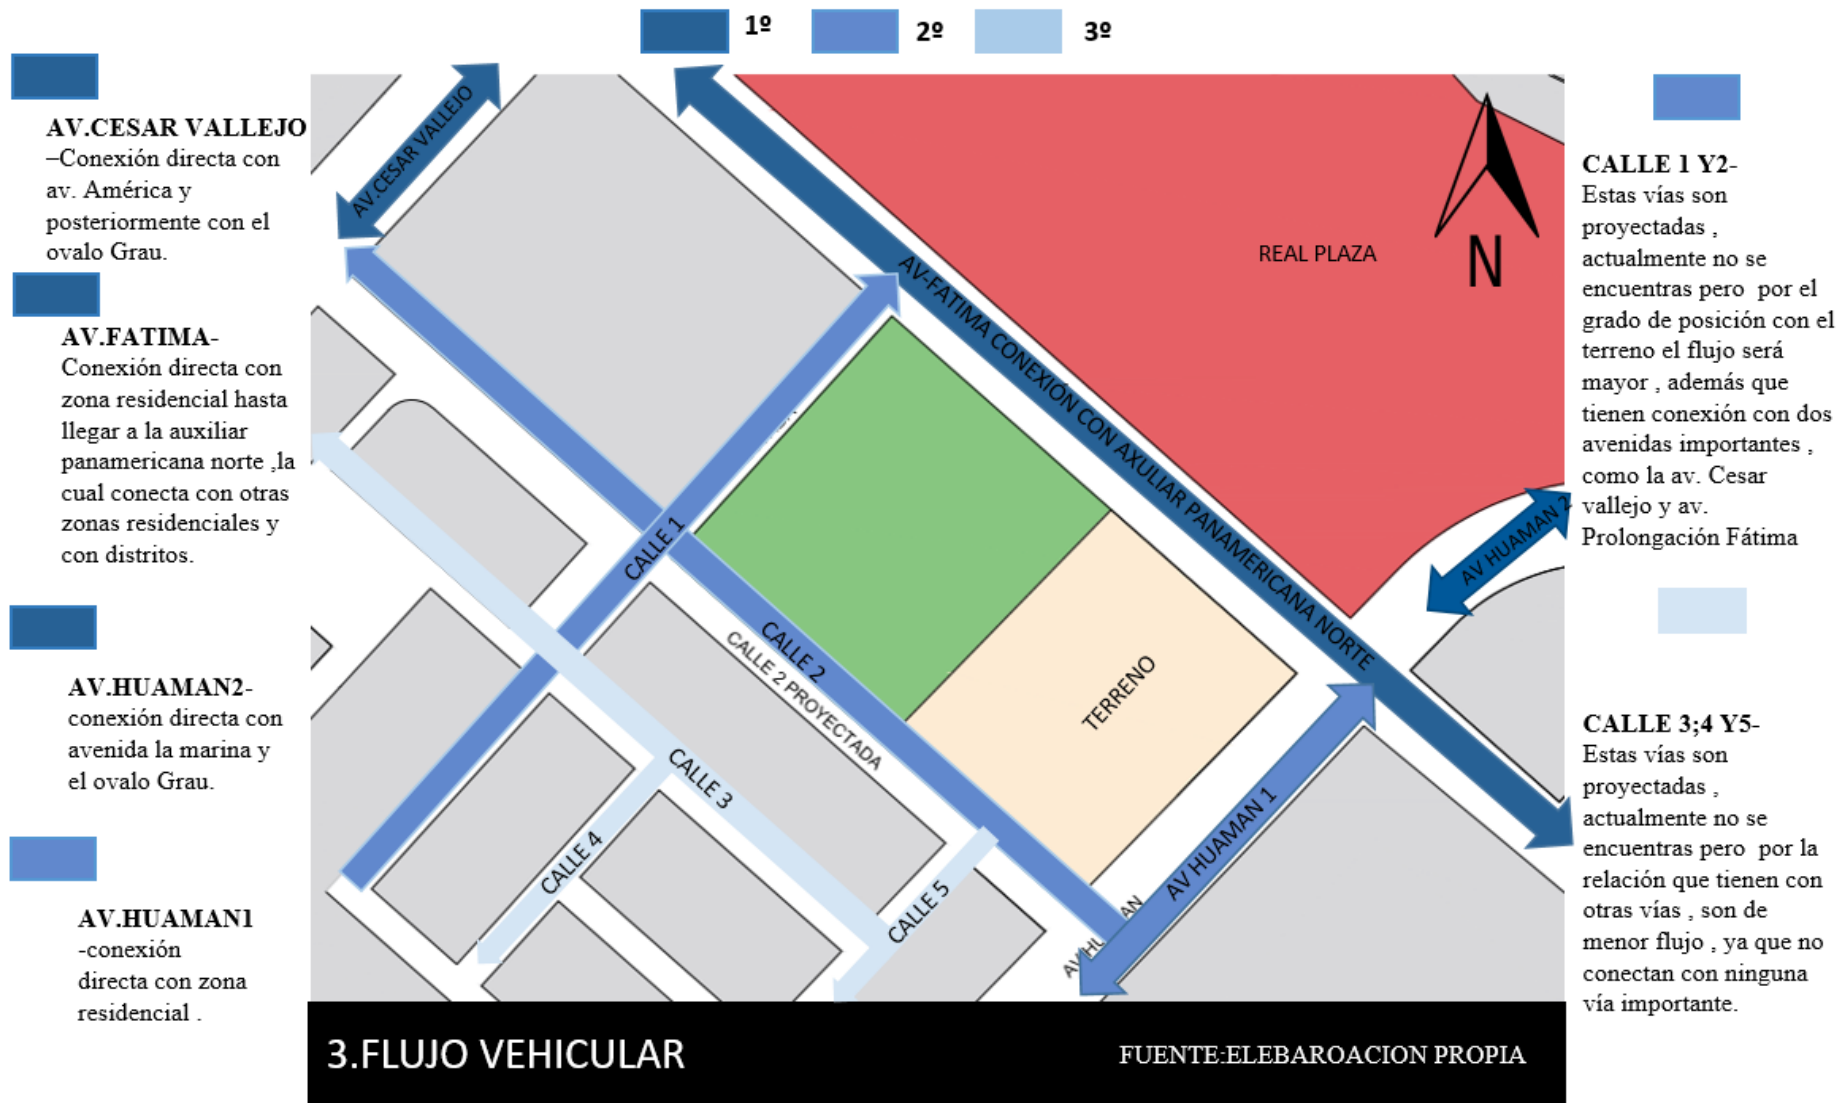 1º
2º
3º
AV.CESAR VALLEJO
–Conexión directa con
av. América y
posteriormente con el
ovalo Grau.
AV.FATIMA-
Conexión directa con
zona residencial hasta
llegar a la auxiliar
panamericana norte ,la
cual conecta con otras
zonas residenciales y
con distritos.
AV.HUAMAN2-
conexión directa con
avenida la marina y
el ovalo Grau.
AV.HUAMAN1
-conexión
directa con zona
residencial .
AV.CESAR VALLEJO
AV-FATIMA CONEXIÓN CON AXULIAR PANAMERICANA NORTE
REAL PLAZA
N
AV HUAMAN 2
CALLE 1
CALLE 2
CALLE 2 PROYECTADA
TERRENO
CALLE 3
CALLE 4
CALLE 5
AV HUAMAN 1
CALLE 1 Y2-
Estas vías son
proyectadas ,
actualmente no se
encuentras pero por el
grado de posición con el
terreno el flujo será
mayor , además que
tienen conexión con dos
avenidas importantes ,
como la av. Cesar
vallejo y av.
Prolongación Fátima
CALLE 3;4 Y5-
Estas vías son
proyectadas ,
actualmente no se
encuentras pero por la
relación que tienen con
otras vías , son de
menor flujo , ya que no
conectan con ninguna
vía importante.
3.FLUJO VEHICULAR
FUENTE:ELEBAROACION PROPIA